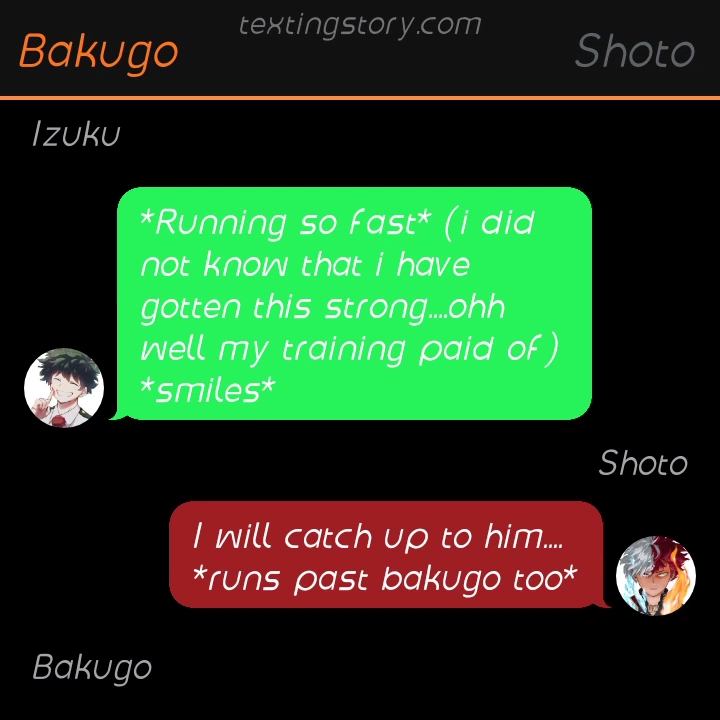 textingstory.com
Bakugo
Shoto
Izuku
*Running so fast* (i did
not know that i have
gotten this strong....ohh
well my training paid of)
*smiles*
Shoto
I will catch up to him....
*runs past bakugo too*
Bakugo